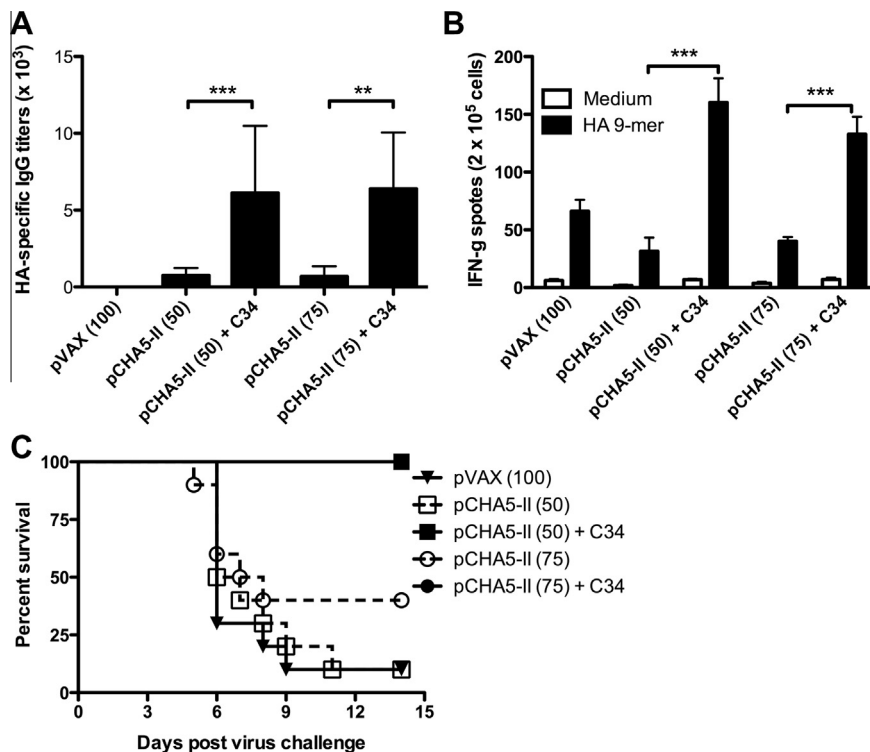 A
HA-specific IgG titers (x 10³)
15
10
5
0
***
**
pVAX (100)
pCHA5-II (50)
pCHA5-II (50) + C34
pCHA5-II (75)
pCHA5-II (75) + C34
B
IFN-g spotes (2 x 10⁵ cells)
200
150
100
50
0
***
***
Medium
HA 9-mer
pVAX (100)
pCHA5-II (50)
pCHA5-II (50) + C34
pCHA5-II (75)
pCHA5-II (75) + C34
C
Percent survival
100
75
50
25
0
0 3 6 9 12 15
Days post virus challenge
pVAX (100)
pCHA5-II (50)
pCHA5-II (50) + C34
pCHA5-II (75)
pCHA5-II (75) + C34